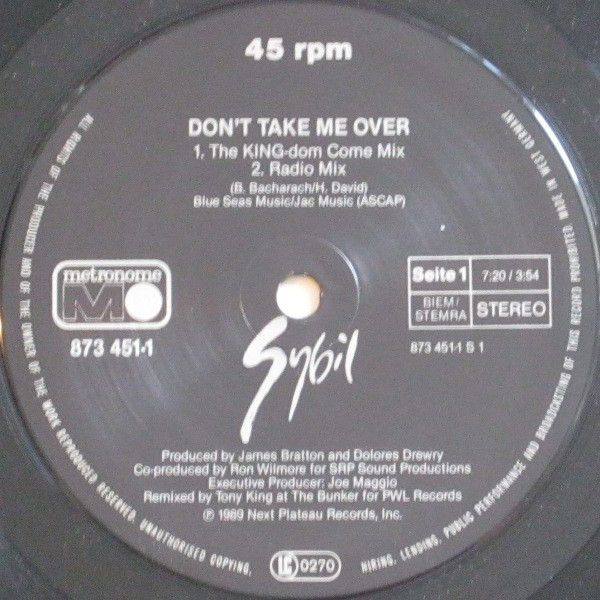 45 rpm
DON'T TAKE ME OVER
1. The KING-dom Come Mix
2. Radio Mix
(B. Bacharach/H. David)
Blue Seas Music/Jac Music (ASCAP)
metronome
M
873 451-1
Seite 1 7:20 / 3:54
BIEM/
STEMRA STEREO
873 451-1 S 1
Sybil
Produced by James Bratton and Dolores Drewry
Co-produced by Ron Wilmore for SRP Sound Productions
Executive Producer: Joe Maggio
Remixed by Tony King at The Bunker for PWL Records
℗ 1989 Next Plateau Records, Inc.
LC 0270
ALL RIGHTS OF THE PRODUCER AND OF THE OWNER OF THE WORK REPRODUCED RESERVED. UNAUTHORISED COPYING, HIRING, LENDING, PUBLIC PERFORMANCE AND BROADCASTING OF THIS RECORD PROHIBITED. MADE IN WEST GERMANY